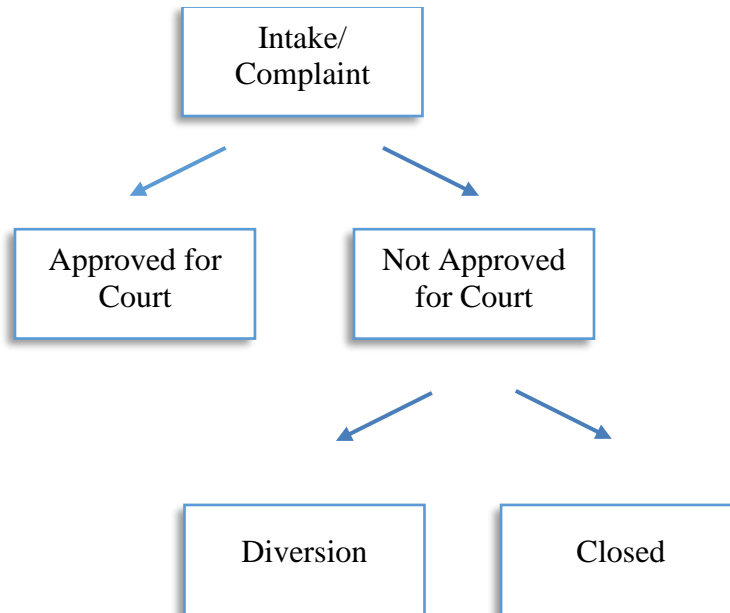 Intake/
Complaint
Approved for
Court
Not Approved
for Court
Diversion
Closed